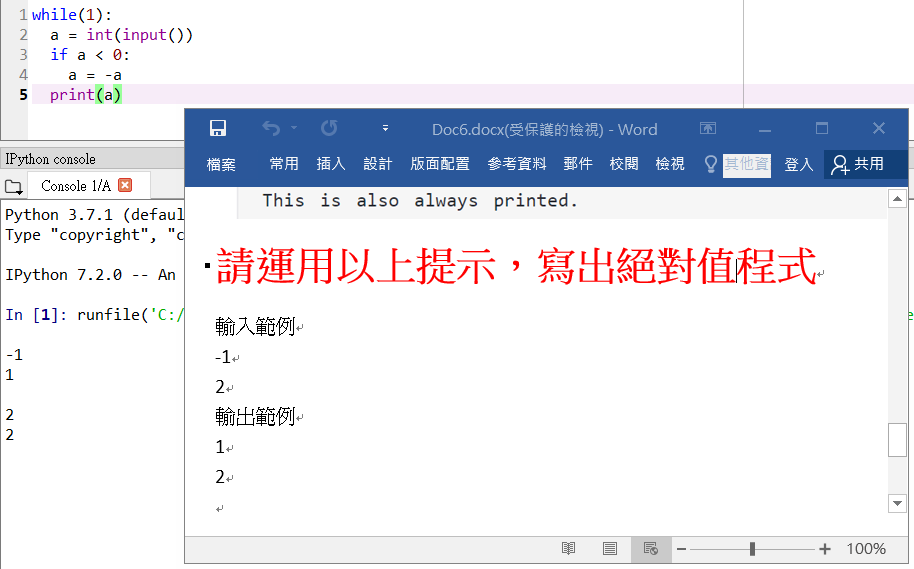 1 while(1):
2 a = int(input())
3 if a < 0:
4 a = -a
5 print(a)
IPython console
Console 1/A
Python 3.7.1 (defaul
Type "copyright", "c
IPython 7.2.0 -- An
In [1]: runfile('C:/
-1
1
2
2
Doc6.docx(受保護的檢視) - Word
檔案 常用 插入 設計 版面配置 參考資料 郵件 校閱 檢視 其他資 登入 共用
This is also always printed.
請運用以上提示，寫出絕對值程式
輸入範例
-1
2
輸出範例
1
2
100%